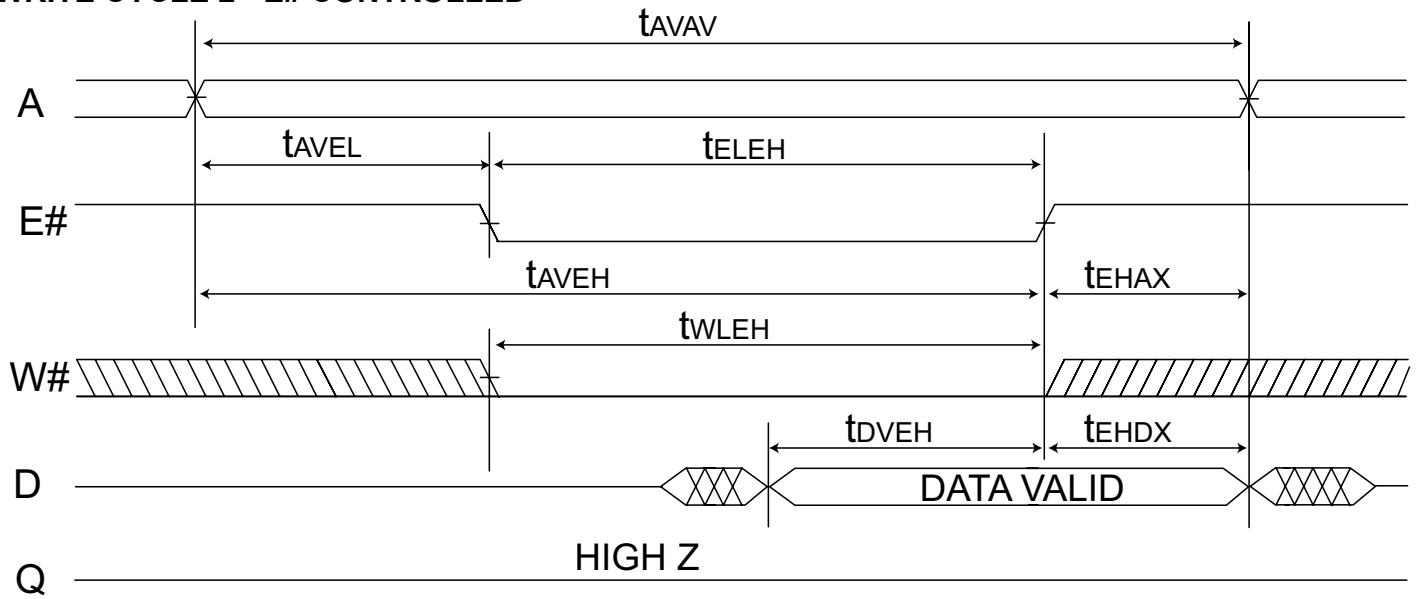 tAVAV
A
tAVEL
tELEH
E#
tAVEH
tEHAX
tWLEH
W#
tDVEH
tEHDX
D
DATA VALID
HIGH Z
Q